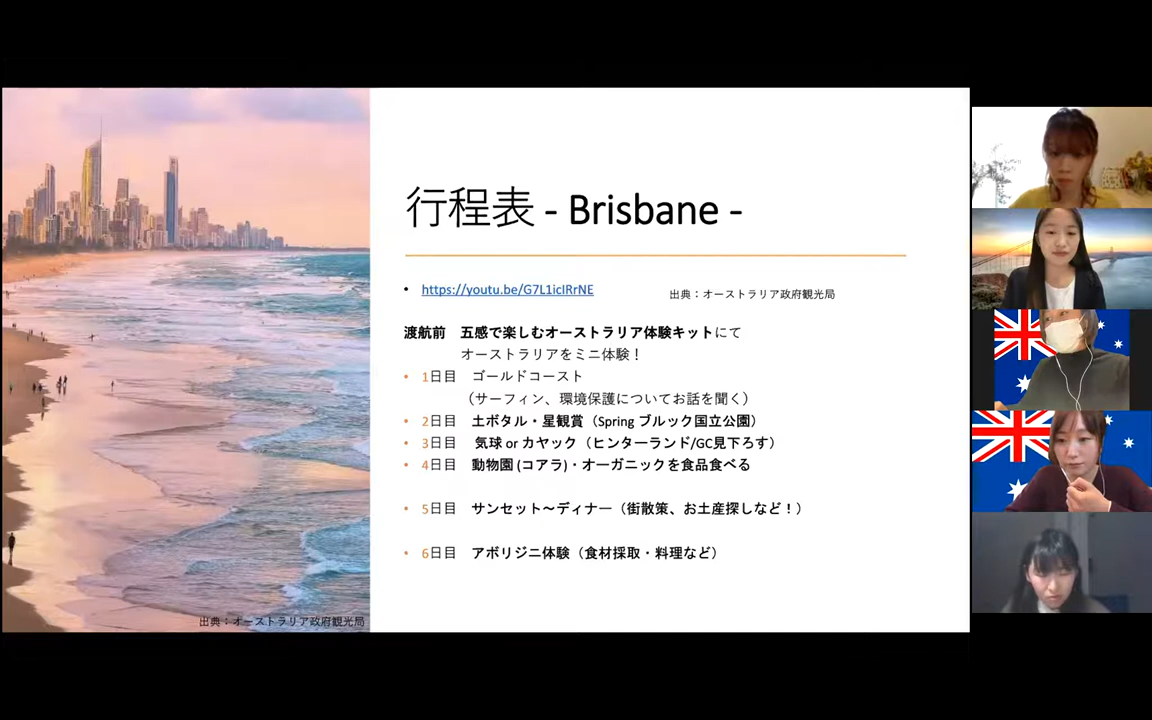 行程表 - Brisbane -
• https://youtu.be/G7L1iclRrNE
出典：オーストラリア政府観光局
渡航前　五感で楽しむオーストラリア体験キットにて
オーストラリアをミニ体験！
• 1日目　ゴールドコースト
（サーフィン、環境保護についてお話を聞く）
• 2日目　土ボタル・星観賞（Spring ブルック国立公園）
• 3日目　気球 or カヤック（ヒンターランド/GC見下ろす）
• 4日目　動物園 (コアラ)・オーガニックを食品食べる
• 5日目　サンセット～ディナー（街散策、お土産探しなど！）
• 6日目　アボリジニ体験（食材採取・料理など）
出典：オーストラリア政府観光局